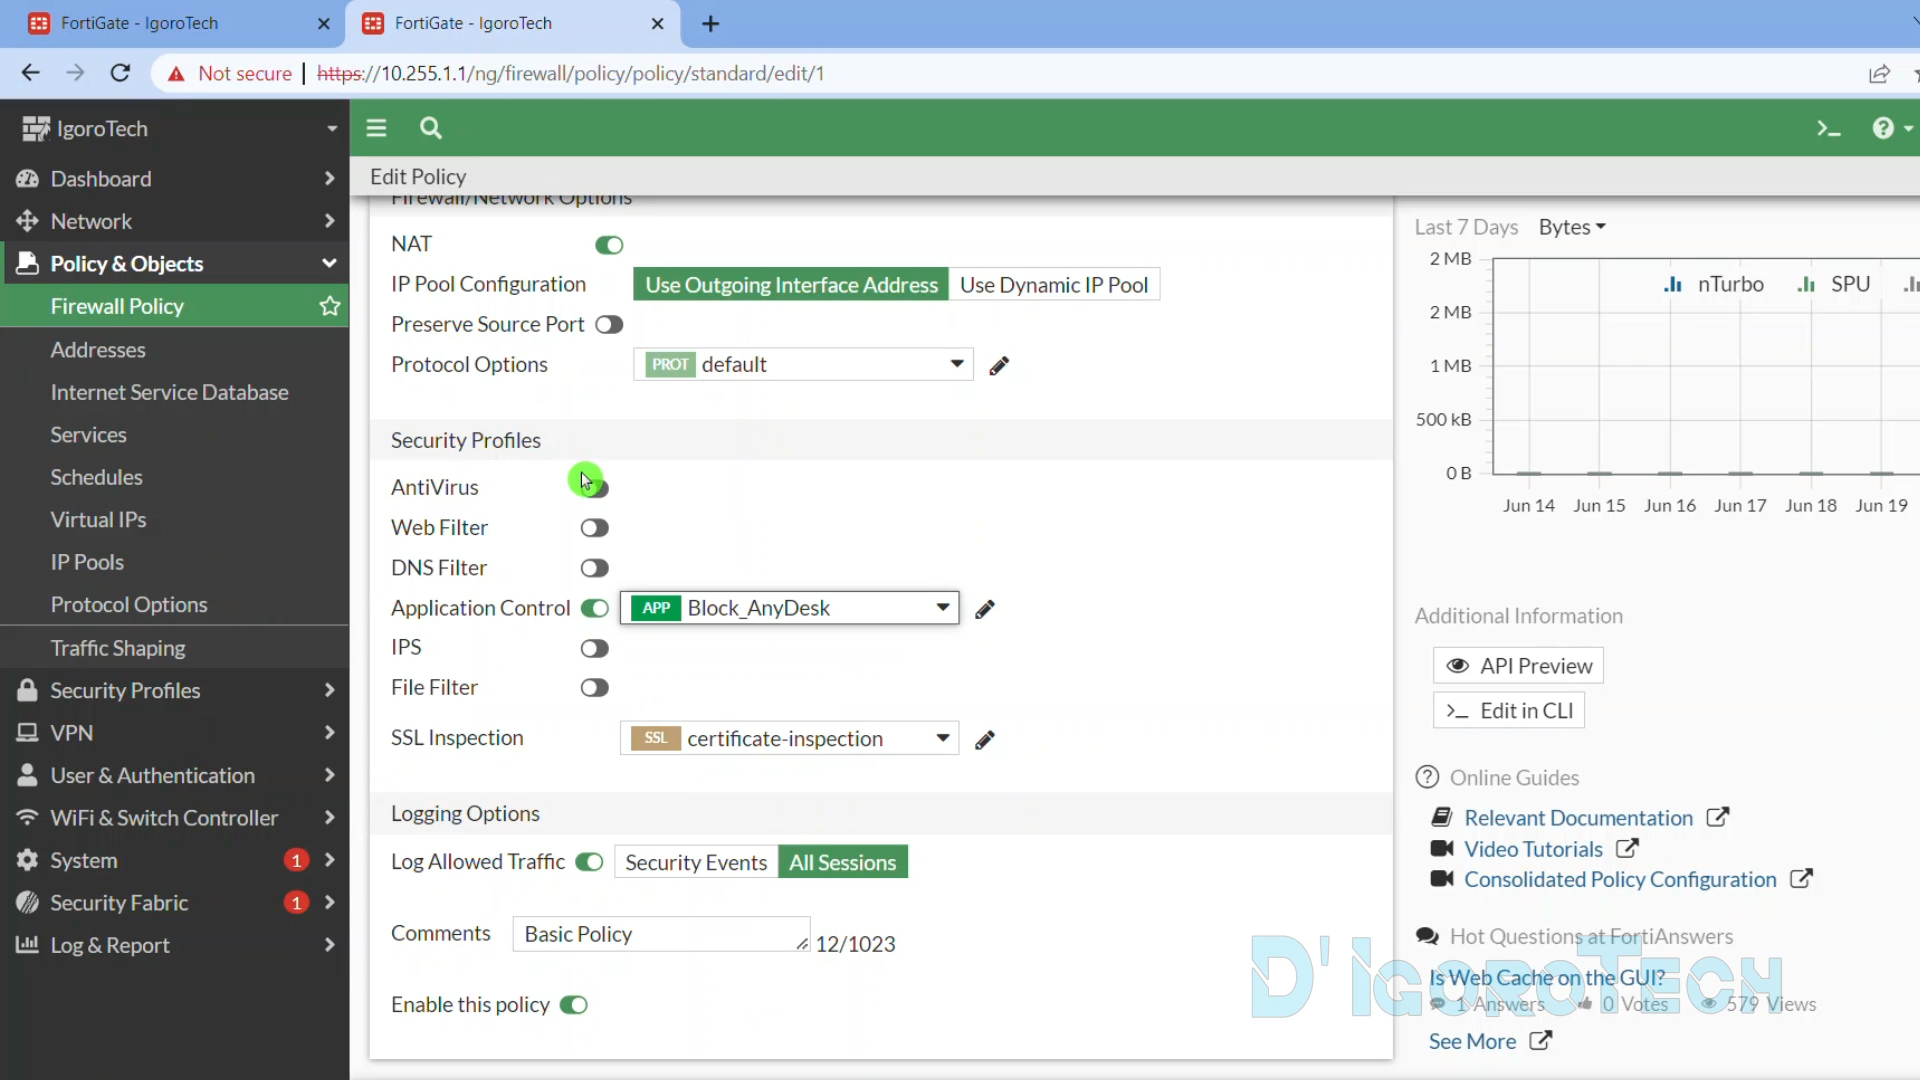 FortiGate - IgoroTech
FortiGate - IgoroTech
Not secure
https://10.255.1.1/ng/firewall/policy/policy/standard/edit/1
IgoroTech
Dashboard
Network
Policy & Objects
Firewall Policy
Addresses
Internet Service Database
Services
Schedules
Virtual IPs
IP Pools
Protocol Options
Traffic Shaping
Security Profiles
VPN
User & Authentication
WiFi & Switch Controller
System 1
Security Fabric 1
Log & Report
Edit Policy
Firewall/Network Options
NAT
IP Pool Configuration Use Outgoing Interface Address Use Dynamic IP Pool
Preserve Source Port
Protocol Options PROT default
Security Profiles
AntiVirus
Web Filter
DNS Filter
Application Control APP Block_AnyDesk
IPS
File Filter
SSL Inspection SSL certificate-inspection
Logging Options
Log Allowed Traffic Security Events All Sessions
Comments Basic Policy 12/1023
Enable this policy
Last 7 Days Bytes
nTurbo SPU
2 MB
2 MB
1 MB
500 kB
0 B
Jun 14 Jun 15 Jun 16 Jun 17 Jun 18 Jun 19
Additional Information
API Preview
>_ Edit in CLI
Online Guides
Relevant Documentation
Video Tutorials
Consolidated Policy Configuration
Hot Questions at FortiAnswers
Is Web Cache on the GUI?
1 Answers 0 Votes 579 Views
See More
D'IgoroTech